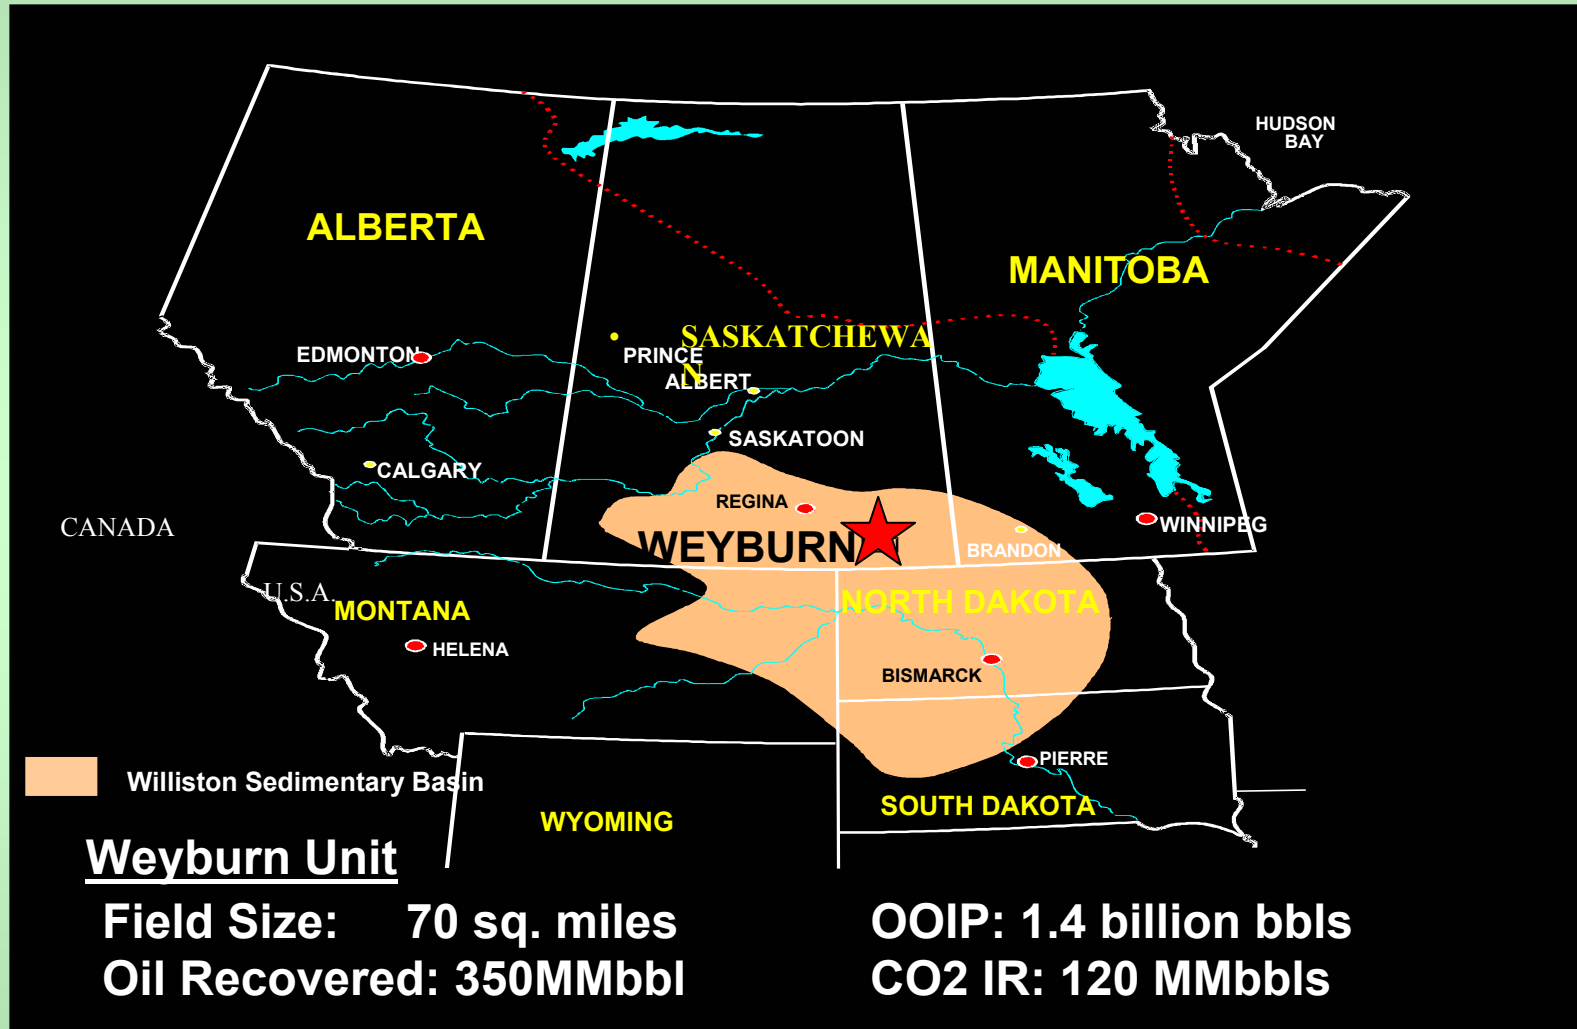 HUDSON
BAY
ALBERTA
MANITOBA
SASKATCHEWA
N
PRINCE
ALBERT
EDMONTON
SASKATOON
CALGARY
REGINA
WINNIPEG
CANADA
WEYBURN
BRANDON
U.S.A.
MONTANA
NORTH DAKOTA
HELENA
BISMARCK
PIERRE
Williston Sedimentary Basin
SOUTH DAKOTA
WYOMING
Weyburn Unit
Field Size: 70 sq. miles
OOIP: 1.4 billion bbls
Oil Recovered: 350MMbbl
CO2 IR: 120 MMbbls